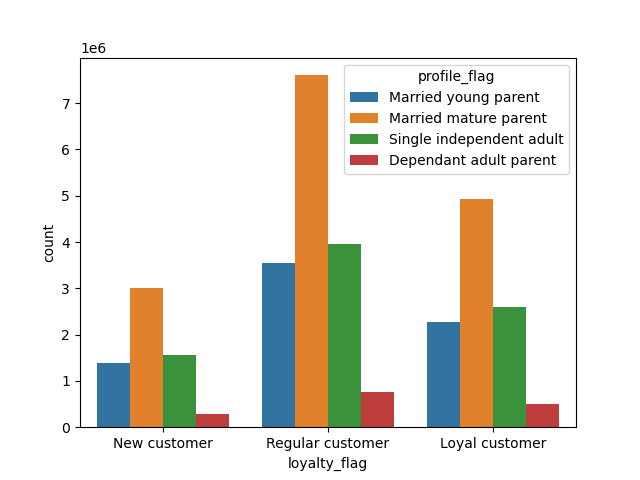 1e6
profile_flag
Married young parent
Married mature parent
Single independent adult
Dependant adult parent
7
6
5
4
3
2
1
0
count
New customer
Regular customer
Loyal customer
loyalty_flag